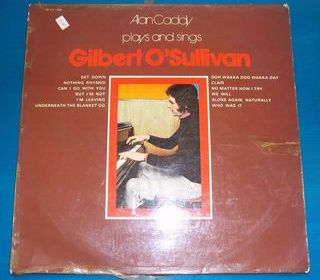 Alan Caddy
plays and sings
Gilbert O'Sullivan
GET DOWN
NOTHING RHYMED
CAN I GO WITH YOU
BUT I'M NOT
I'M LEAVING
UNDERNEATH THE BLANKET GO
OOH WAKKA DOO WAKKA DAY
CLAIR
NO MATTER HOW I TRY
WE WILL
ALONE AGAIN NATURALLY
WHO WAS IT